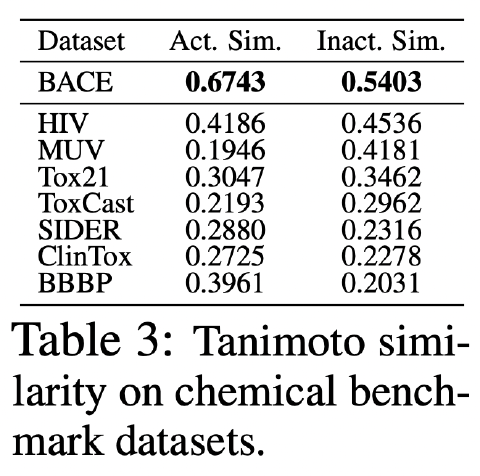 Dataset Act. Sim. Inact. Sim.
BACE 0.6743 0.5403
HIV 0.4186 0.4536
MUV 0.1946 0.4181
Tox21 0.3047 0.3462
ToxCast 0.2193 0.2962
SIDER 0.2880 0.2316
ClinTox 0.2725 0.2278
BBBP 0.3961 0.2031
Table 3: Tanimoto simi-
larity on chemical bench-
mark datasets.